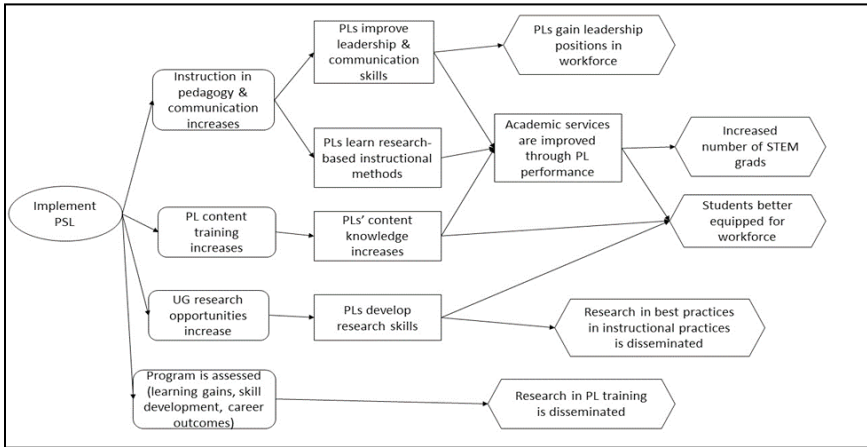 Implement
PSL
Instruction in
pedagogy &
communication
increases
PL content
training
increases
UG research
opportunities
increase
Program is assessed
(learning gains, skill
development, career
outcomes)
PLs improve
leadership &
communication
skills
PLs learn research-
based instructional
methods
PLs’ content
knowledge
increases
PLs develop
research skills
Academic services
are improved
through PL
performance
PLs gain leadership
positions in
workforce
Increased
number of STEM
grads
Students better
equipped for
workforce
Research in best practices
in instructional practices
is disseminated
Research in PL training
is disseminated